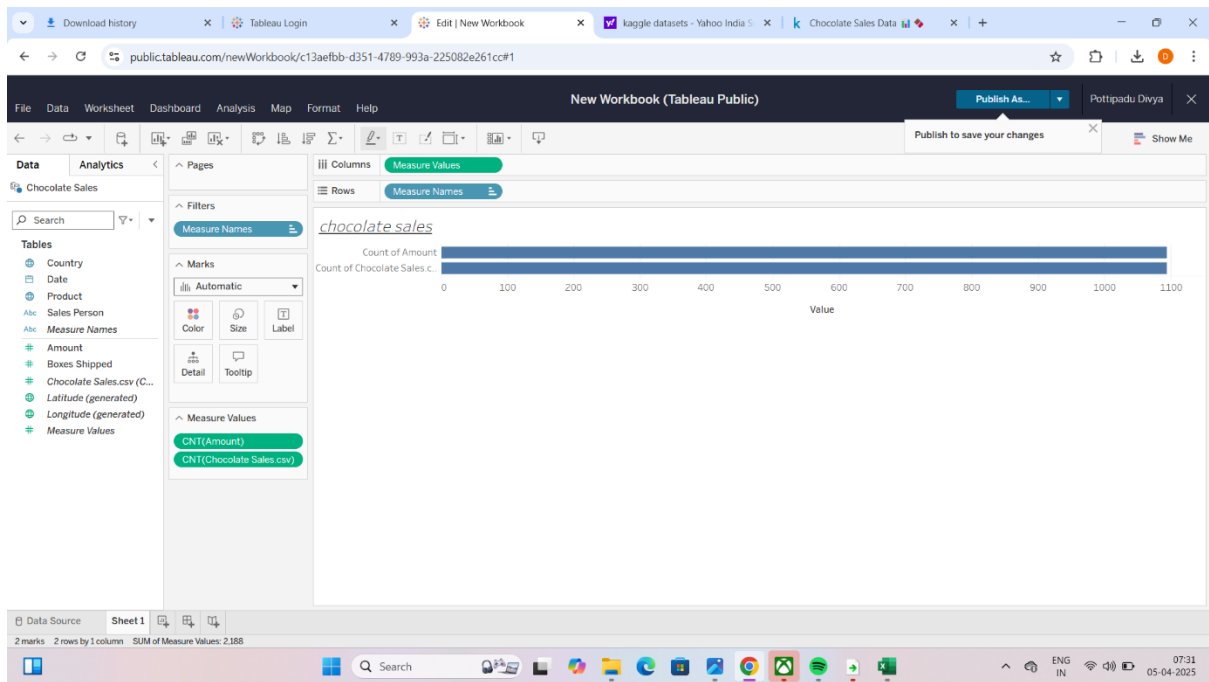 Download history
Tableau Login
Edit | New Workbook
kaggle datasets - Yahoo India S
Chocolate Sales Data
public.tableau.com/newWorkbook/c13aefbb-d351-4789-993a-225082e261cc#1
D
File Data Worksheet Dashboard Analysis Map Format Help
New Workbook (Tableau Public)
Publish As...
Pottipadu Divya
Publish to save your changes
Show Me
Data Analytics
Pages
Columns Measure Values
Chocolate Sales
Rows Measure Names
Search
Filters
Measure Names
chocolate sales
Tables
Country
Date
Product
Abc Sales Person
Abc Measure Names
Amount
Boxes Shipped
Chocolate Sales.csv (C...
Latitude (generated)
Longitude (generated)
Measure Values
Marks
Automatic
Color Size Label
Detail Tooltip
Measure Values
CNT(Amount)
CNT(Chocolate Sales.csv)
Count of Amount
Count of Chocolate Sales.c..
0 100 200 300 400 500 600 700 800 900 1000 1100
Value
Data Source Sheet 1
2 marks 2 rows by 1 column SUM of Measure Values: 2,188
Search
ENG
IN
07:31
05-04-2025